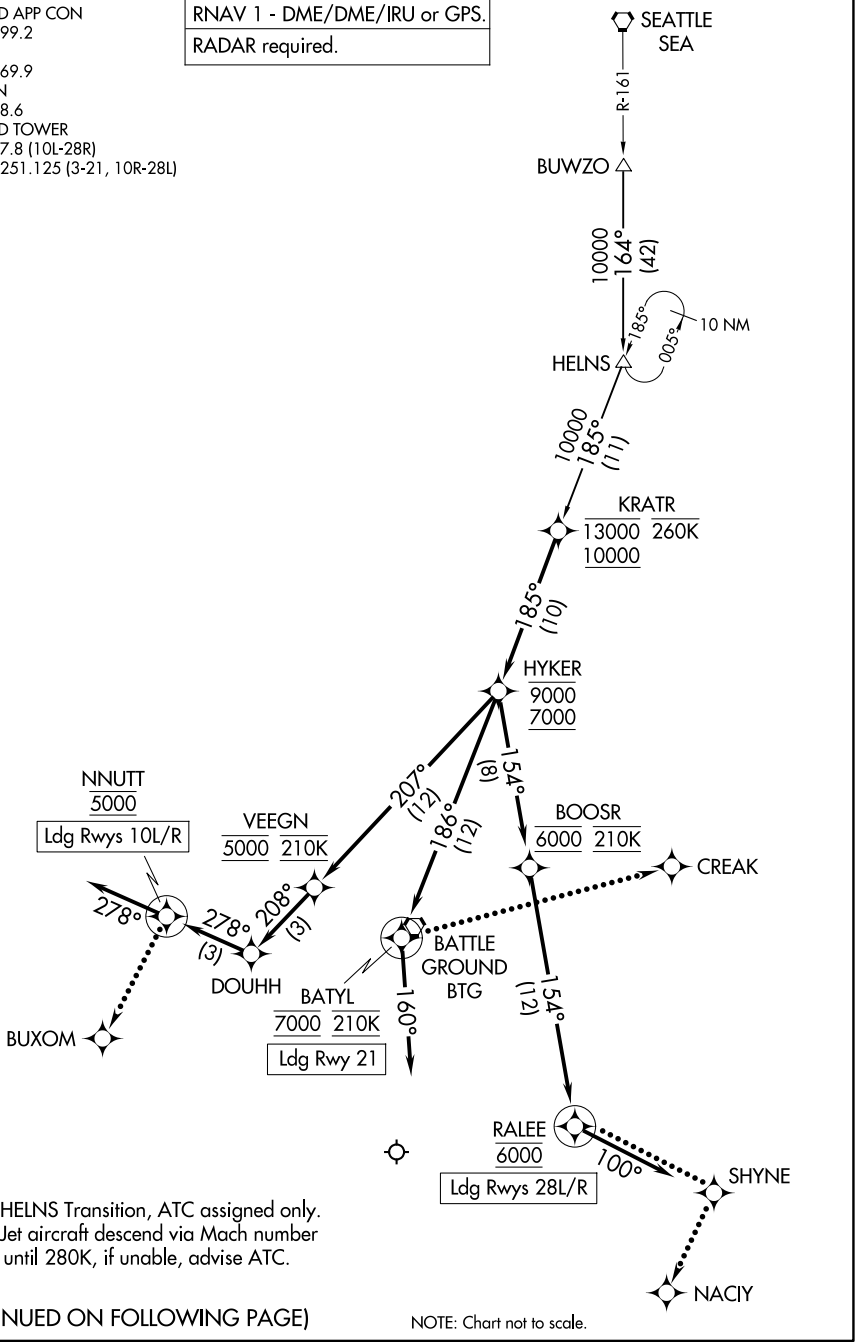 D APP CON
99.2
69.9
N
8.6
D TOWER
7.8 (10L-28R)
251.125 (3-21, 10R-28L)
RNAV 1 - DME/DME/IRU or GPS.
RADAR required.
SEATTLE
SEA
R-161
BUWZO
10000
164°
(42)
185°
005°
10 NM
HELNS
10000
185°
(11)
KRATR
13000 260K
10000
185°
(10)
HYKER
9000
7000
207°
(12)
186°
(12)
154°
(8)
NNUTT
5000
Ldg Rwys 10L/R
VEEGN
5000 210K
BOOSR
6000 210K
CREAK
278°
278°
(3)
208°
(3)
DOUHH
BATTLE
GROUND
BTG
BATYL
7000 210K
Ldg Rwy 21
160°
154°
(12)
BUXOM
RALEE
6000
Ldg Rwys 28L/R
100°
SHYNE
NACIY
HELNS Transition, ATC assigned only.
Jet aircraft descend via Mach number
until 280K, if unable, advise ATC.
NUED ON FOLLOWING PAGE)
NOTE: Chart not to scale.